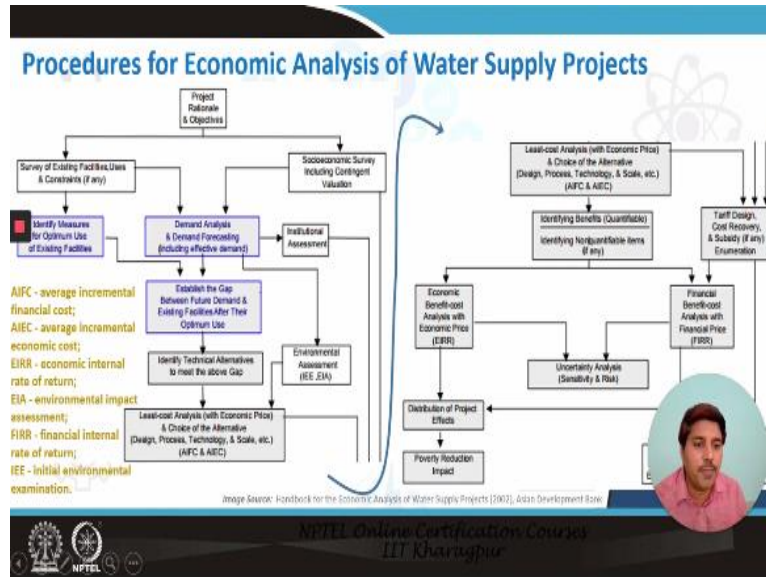 Procedures for Economic Analysis of Water Supply Projects
Project
Rationale
& Objectives
Survey of Existing Facilities,Uses
& Constraints (if any)
Socioeconomic Survey
Including Contingent
Valuation
Identify Measures
for Optimum Use
of Existing Facilities
Demand Analysis
& Demand Forecasting
(including effective demand)
Institutional
Assessment
Establish the Gap
Between Future Demand &
Existing Facilities After Their
Optimum Use
Identify Technical Alternatives
to meet the above Gap
Environmental
Assessment
(IEE ,EIA)
Least-cost Analysis (with Economic Price)
& Choice of the Alternative
(Design, Process, Technology, & Scale, etc.)
(AIFC & AIEC)
AIFC - average incremental
financial cost;
AIEC - average incremental
economic cost;
EIRR - economic internal
rate of return;
EIA - environmental impact
assessment;
FIRR - financial internal
rate of return;
IEE - initial environmental
examination.
Least-cost Analysis (with Economic Price)
& Choice of the Alternative
(Design, Process, Technology, & Scale, etc.)
(AIFC & AIEC)
Identifying Benefits (Quantifiable)
Identifying Nonquantifiable items
(if any)
Tariff Design,
Cost Recovery,
& Subsidy (if any)
Enumeration
Economic
Benefit-cost
Analysis with
Economic Price
(EIRR)
Financial
Benefit-cost
Analysis with
Financial Price
(FIRR)
Uncertainty Analysis
(Sensitivity & Risk)
Distribution of Project
Effects
Poverty Reduction
Impact
Image Source: Handbook for the Economic Analysis of Water Supply Projects [2002], Asian Development Bank
NPTEL Online Certification Courses
IIT Kharagpur
NPTEL